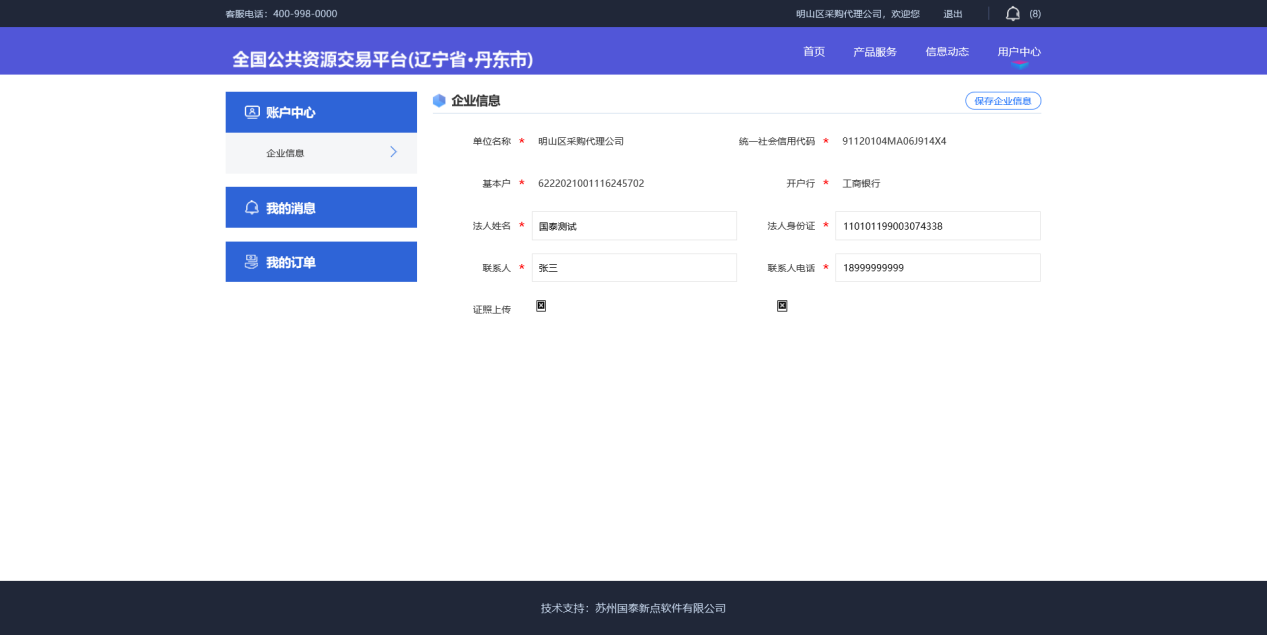 客服电话：400-998-0000
明山区采购代理公司，欢迎您 退出 (8)
全国公共资源交易平台(辽宁省·丹东市)
首页 产品服务 信息动态 用户中心
账户中心
企业信息
我的消息
我的订单
企业信息 保存企业信息
单位名称 * 明山区采购代理公司 统一社会信用代码 * 91120104MA06J914X4
基本户 * 6222021001116245702 开户行 * 工商银行
法人姓名 * 国泰测试 法人身份证 * 110101199003074338
联系人 * 张三 联系人电话 * 18999999999
证照上传
技术支持：苏州国泰新点软件有限公司